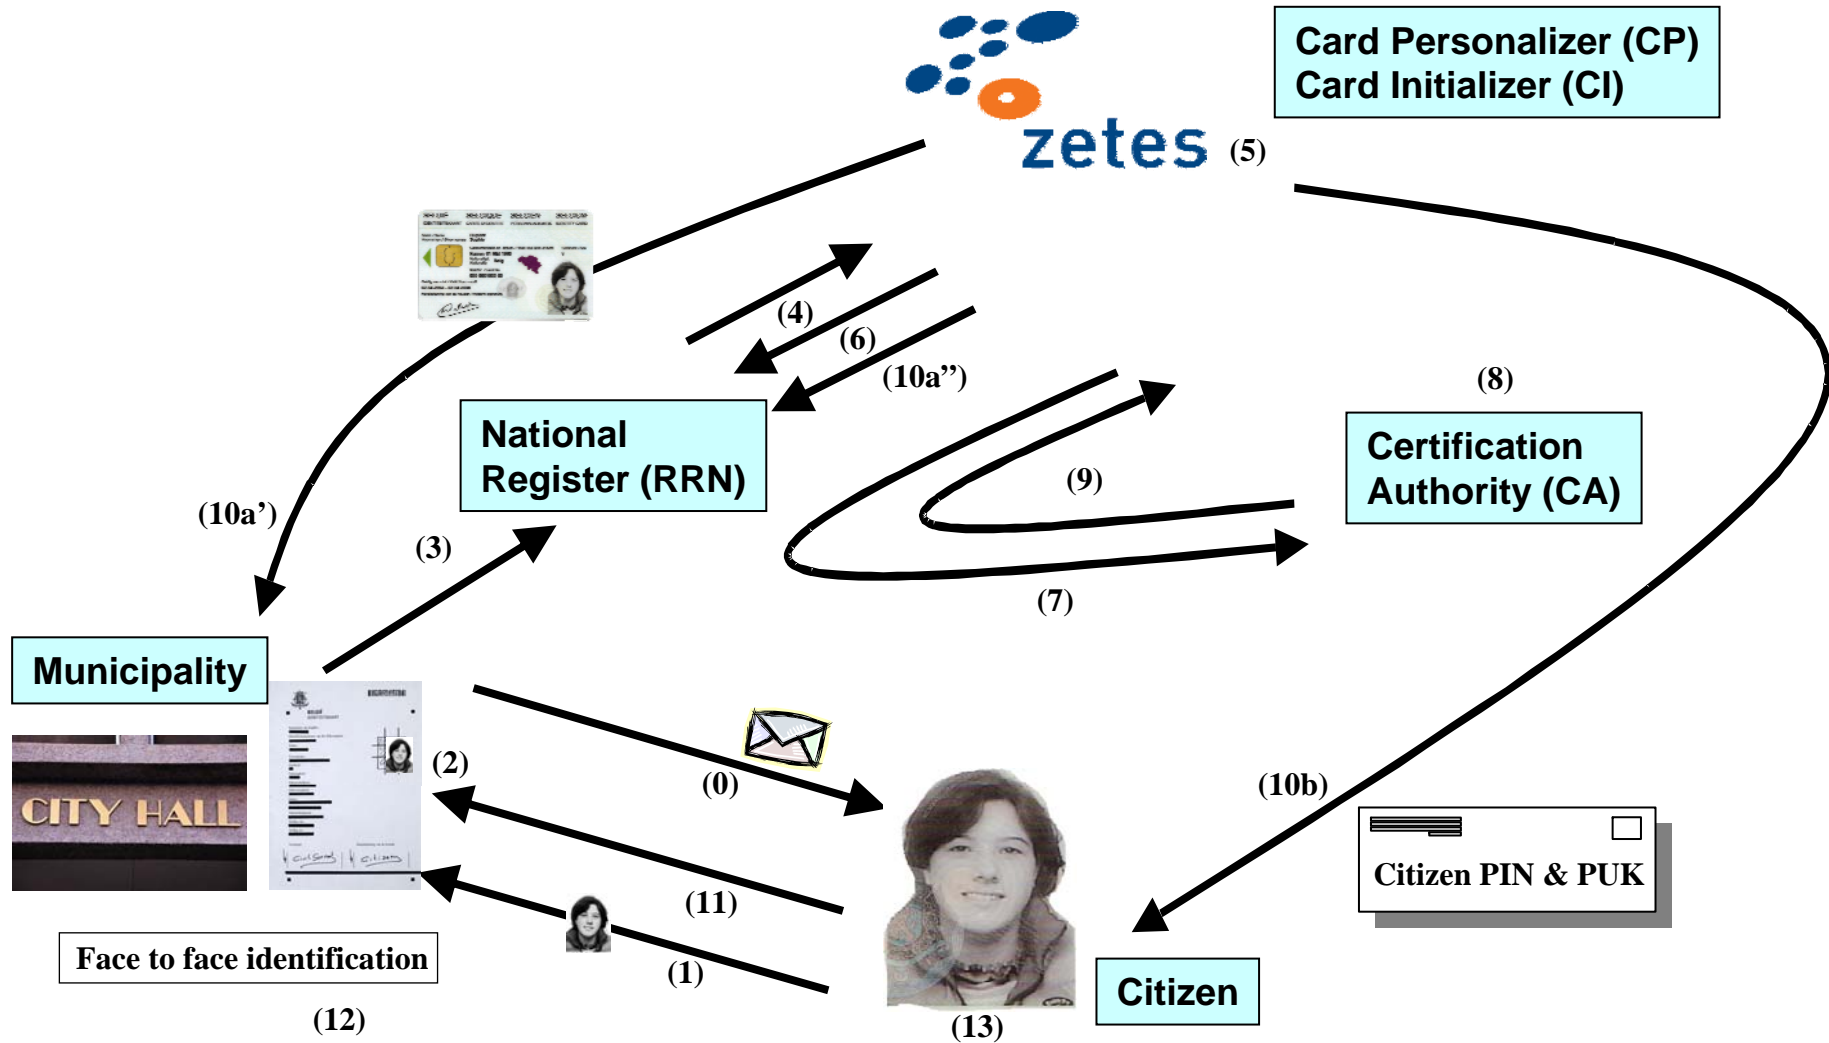 Card Personalizer (CP)
Card Initializer (CI)
zetes
(5)
(4)
(6)
(10a”)
(8)
National
Register (RRN)
Certification
Authority (CA)
(9)
(10a’)
(3)
(7)
Municipality
(2)
(0)
(10b)
CITY HALL
Citizen PIN & PUK
(11)
Face to face identification
(1)
Citizen
(12)
(13)